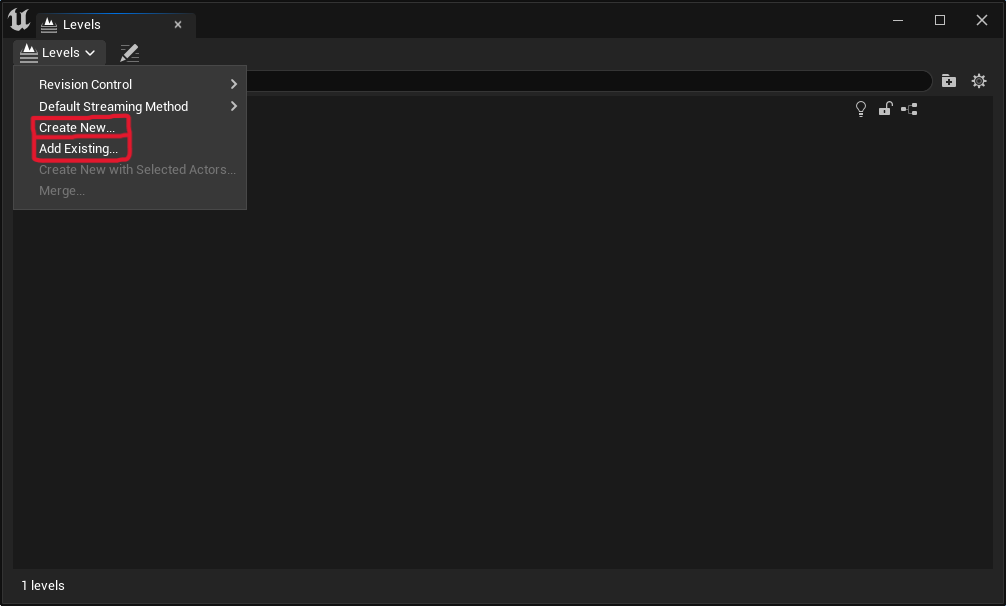 Levels
Levels
Revision Control
Default Streaming Method
Create New...
Add Existing...
Create New with Selected Actors...
Merge...
1 levels